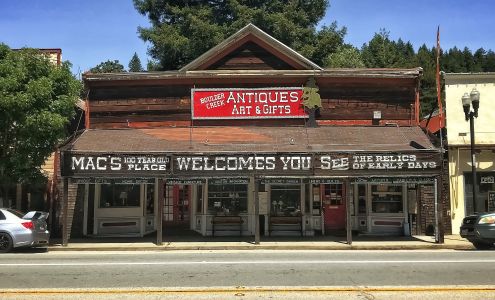 BOULDER CREEK ANTIQUES
ART & GIFTS
MAC'S 100 YEAR OLD PLACE WELCOMES YOU SEE THE RELICS OF EARLY DAYS